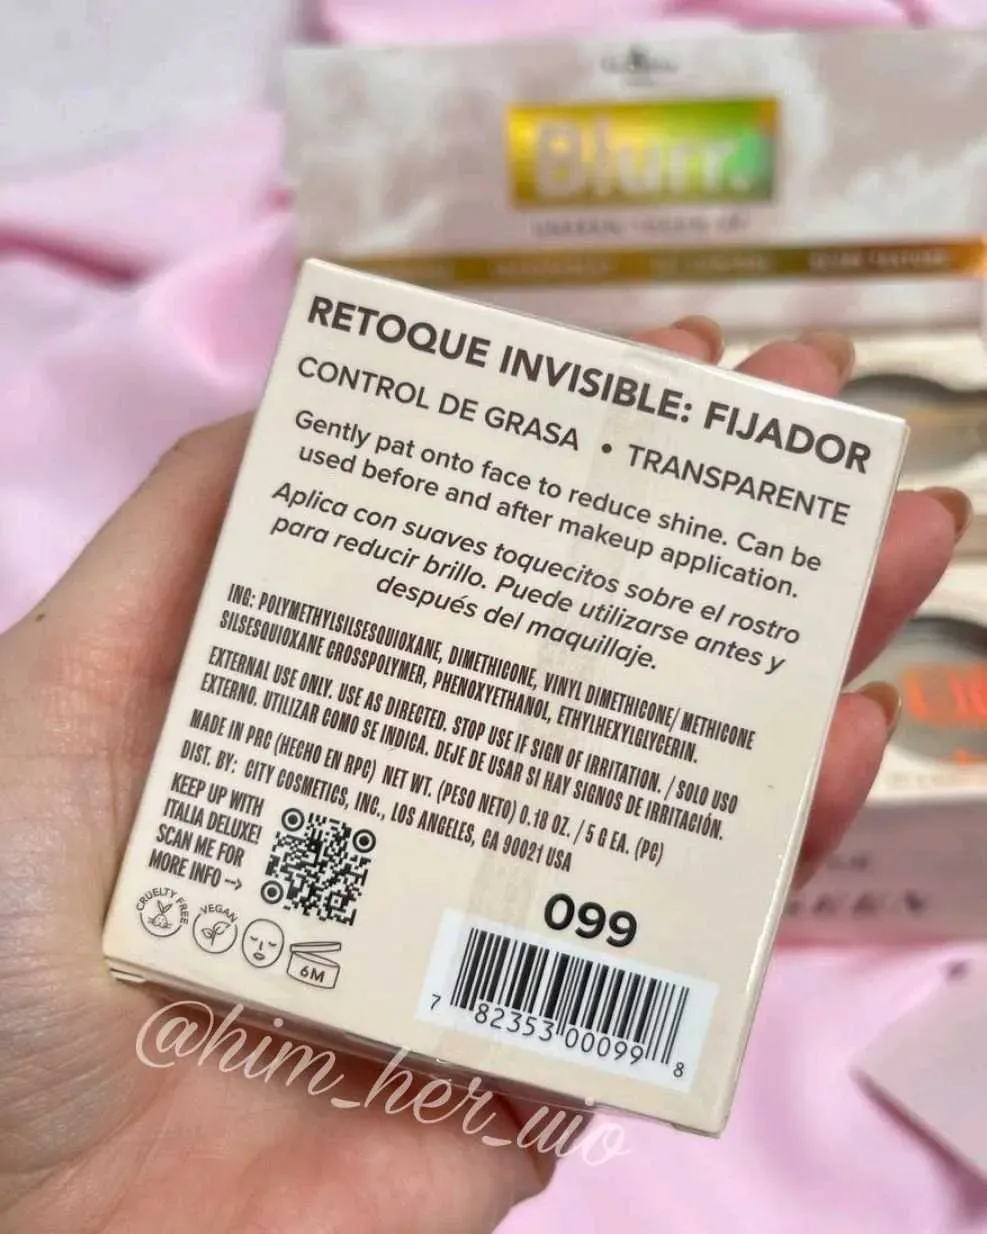 Blurr.
RETOQUE INVISIBLE: FIJADOR
CONTROL DE GRASA • TRANSPARENTE
Gently pat onto face to reduce shine. Can be
used before and after makeup application.
Aplica con suaves toquecitos sobre el rostro
para reducir brillo. Puede utilizarse antes y
después del maquillaje.
ING: POLYMETHYLSILSESQUIOXANE, DIMETHICONE, VINYL DIMETHICONE/ METHICONE
SILSESQUIOXANE CROSSPOLYMER, PHENOXYETHANOL, ETHYLHEXYLGLYCERIN.
EXTERNAL USE ONLY. USE AS DIRECTED. STOP USE IF SIGN OF IRRITATION. / SOLO USO
EXTERNO. UTILIZAR COMO SE INDICA. DEJE DE USAR SI HAY SIGNOS DE IRRITACIÓN.
MADE IN PRC (HECHO EN RPC) NET WT. (PESO NETO) 0.18 OZ. / 5 G EA. (PC)
DIST. BY: CITY COSMETICS, INC., LOS ANGELES, CA 90021 USA
KEEP UP WITH
ITALIA DELUXE!
SCAN ME FOR
MORE INFO -->
CRUELTY FREE
VEGAN
6M
099
7 82353 00099 8
@him_her_uio